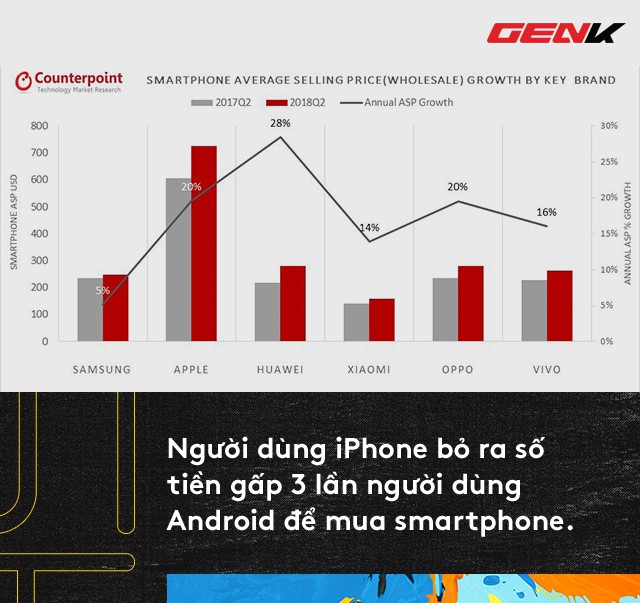 GENK
Counterpoint
Technology Market Research
SMARTPHONE AVERAGE SELLING PRICE(WHOLESALE) GROWTH BY KEY BRAND
2017Q2 2018Q2 Annual ASP Growth
SMARTPHONE ASP USD
800
700
600
500
400
300
200
100
0
5%
20%
28%
14%
20%
16%
30%
25%
20%
15%
10%
5%
0%
ANNUAL ASP % GROWTH
SAMSUNG APPLE HUAWEI XIAOMI OPPO VIVO
Người dùng iPhone bỏ ra số
tiền gấp 3 lần người dùng
Android để mua smartphone.